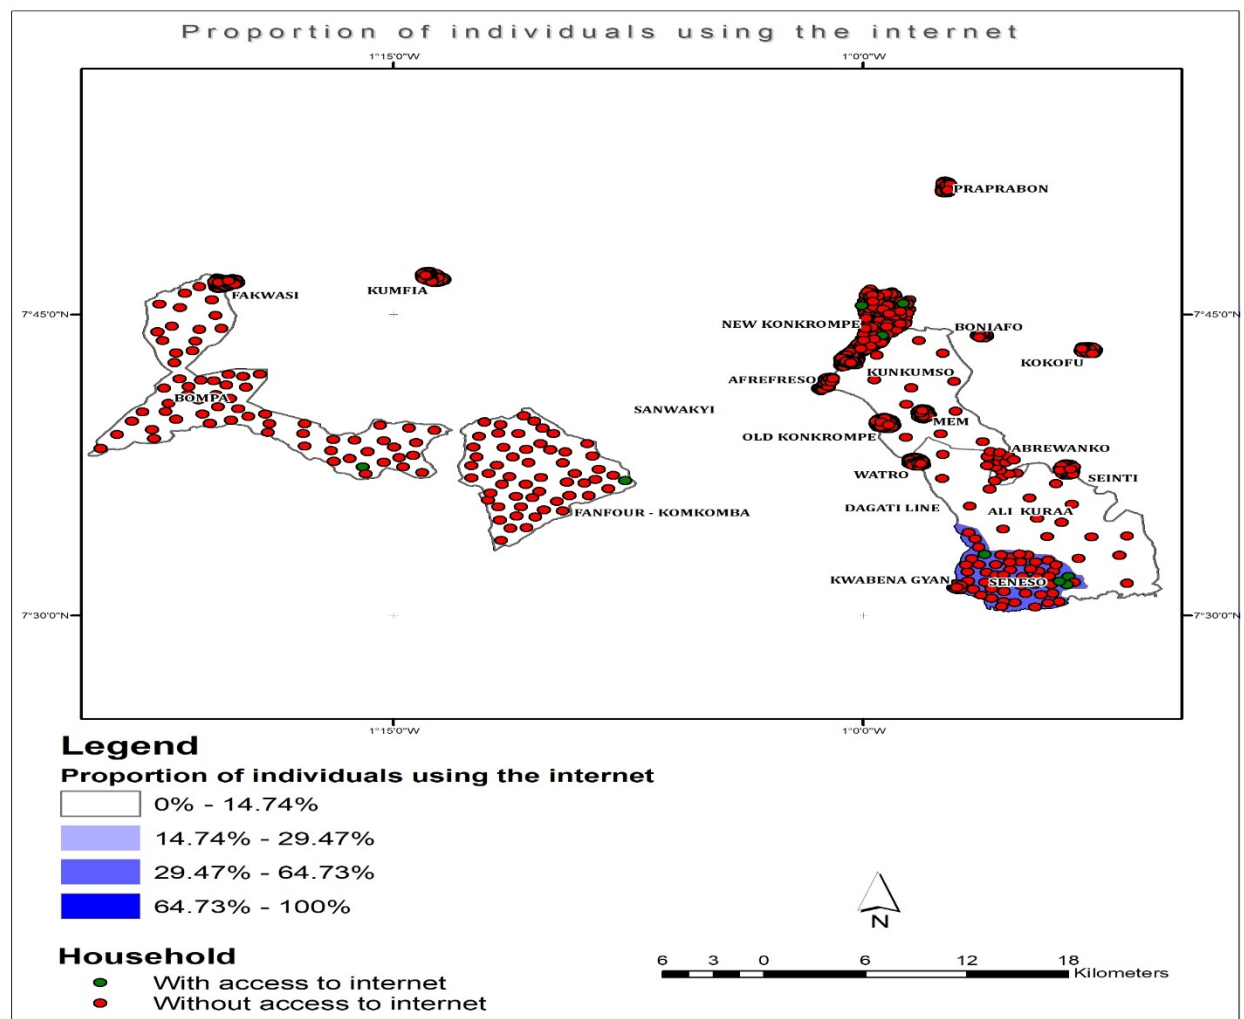 Proportion of individuals using the internet
1°15'0"W 1°0'0"W
PRAPRABON
FAKWASI
KUMFIA
7°45'0"N 7°45'0"N
NEW KONKROMPE
BONIAFO
KOKOFU
KUNKUMSO
AFREFRESO
BOMPA
SANWAKYI
MEM
OLD KONKROMPE
ABREWANKO
WATRO
SEINTI
DAGATI LINE
ALI KURAA
FANFOUR - KOMKOMBA
KWABENA GYAN
SENESO
7°30'0"N 7°30'0"N
1°15'0"W 1°0'0"W
Legend
Proportion of individuals using the internet
0% - 14.74%
14.74% - 29.47%
29.47% - 64.73%
64.73% - 100%
N
Household
6 3 0 6 12 18
Kilometers
With access to internet
Without access to internet